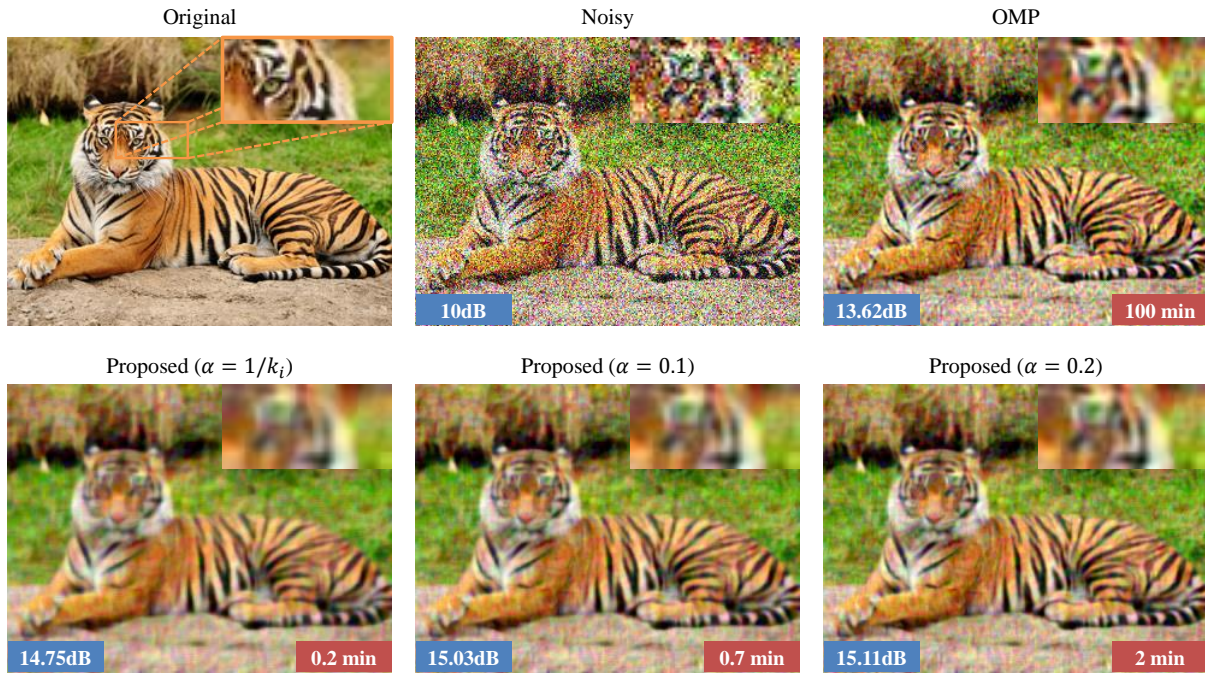 Original
Noisy
OMP
10dB
13.62dB
100 min
Proposed (𝛼 = 1/𝑘ᵢ)
Proposed (𝛼 = 0.1)
Proposed (𝛼 = 0.2)
14.75dB
0.2 min
15.03dB
0.7 min
15.11dB
2 min